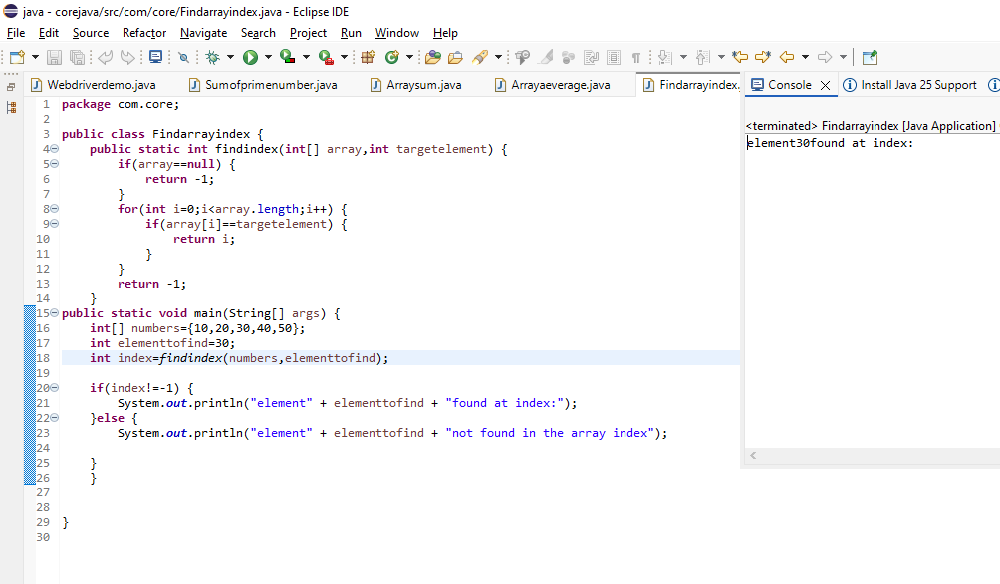 java - corejava/src/com/core/Findarrayindex.java - Eclipse IDE
File Edit Source Refactor Navigate Search Project Run Window Help
Webdriverdemo.java Sumofprimenumber.java Arraysum.java Arrayaeverage.java Findarrayindex. Console Install Java 25 Support
<terminated> Findarrayindex [Java Application]
element30found at index:
1 package com.core;
2
3 public class Findarrayindex {
4 public static int findindex(int[] array,int targetelement) {
5 if(array==null) {
6 return -1;
7 }
8 for(int i=0;i<array.length;i++) {
9 if(array[i]==targetelement) {
10 return i;
11 }
12 }
13 return -1;
14 }
15 public static void main(String[] args) {
16 int[] numbers={10,20,30,40,50};
17 int elementtofind=30;
18 int index=findindex(numbers,elementtofind);
19
20 if(index!=-1) {
21 System.out.println("element" + elementtofind + "found at index:");
22 }else {
23 System.out.println("element" + elementtofind + "not found in the array index");
24
25 }
26 }
27
28
29 }
30